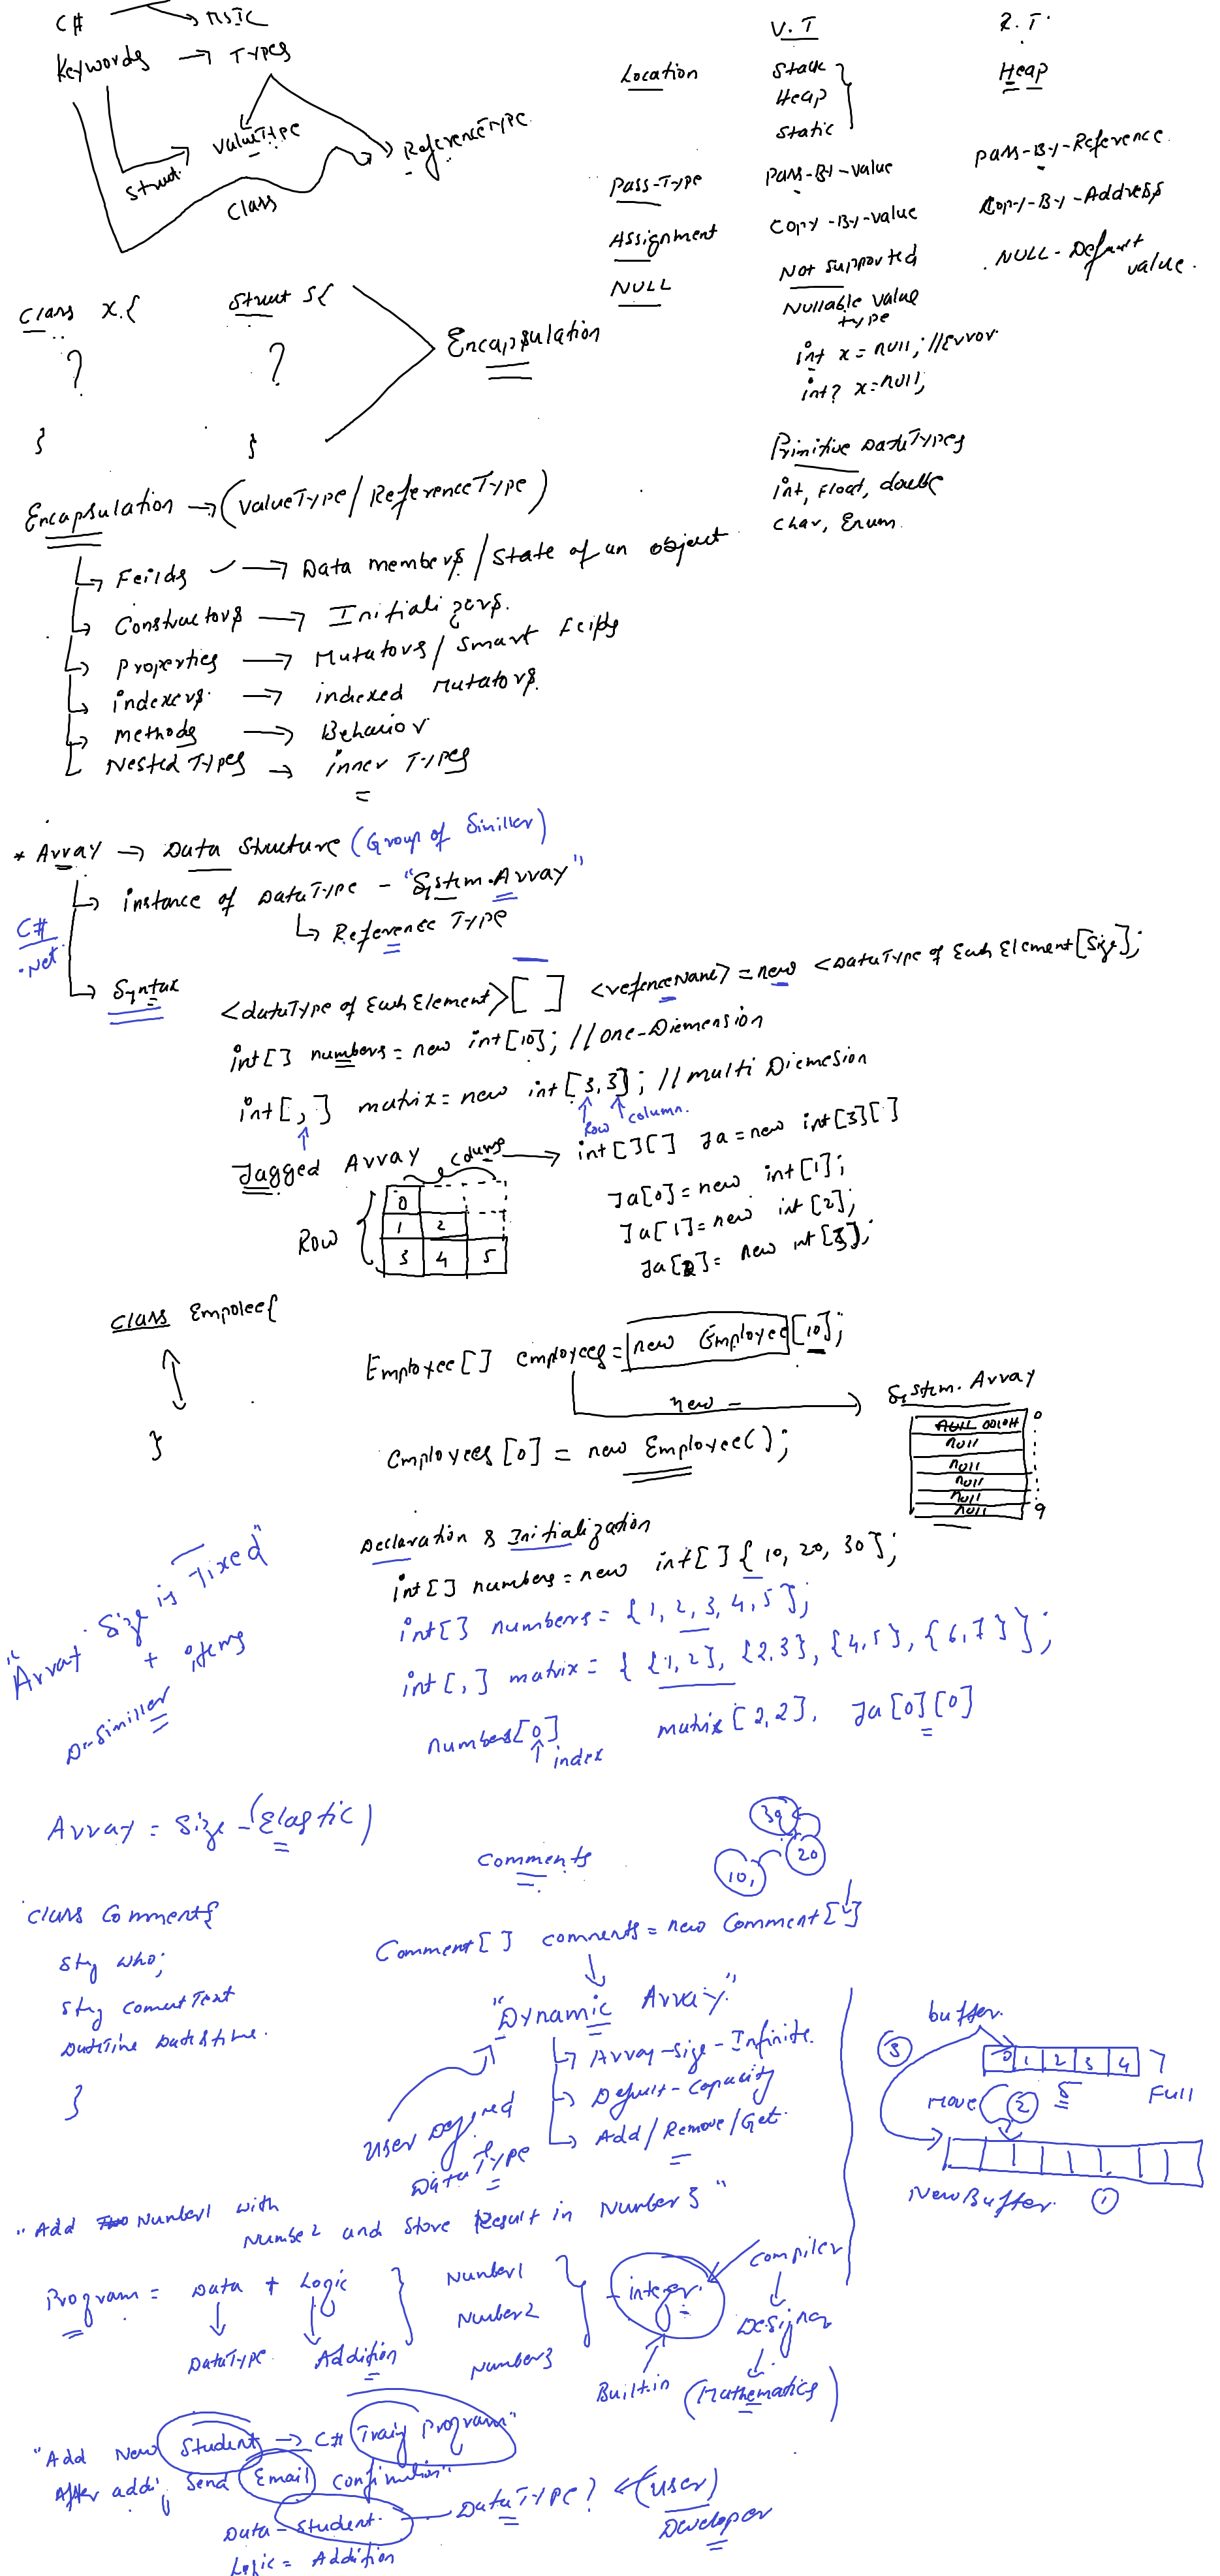 C# → MSIL
Keywords → Types
ValueType
ReferenceType
Struct
Class
V.T
R.T.
Location
Stack
Heap
Static
Heap
Pass-Type
Pass-By-Value
Pass-By-Reference
Assignment
Copy-By-Value
Copy-By-Address
NULL
Not Supported
NULL-Default value.
Nullable value type
int x = null; //Error
int? x=null;
Primitive DataTypes
int, float, double
char, Enum.
Class X {
?
}
Struct S{
?
}
Encapsulation
Encapsulation → (ValueType/ReferenceType)
Feilds → Data members/State of an object
Constructors → Initializers.
Properties → Mutators/Smart Feilds
indexers → indexed Mutators
methods → Behavior
Nested Types → inner Types
* Array → Data Structure (Group of Similler)
instance of DataType - "System.Array"
Reference Type
C#
.Net
Syntax
<dataType of Each Element>[ ] <refenceName> = new <DataType of Each Element[Size];
int[] numbers = new int[10]; //one-Diemension
int[,] matrix = new int[3,3]; //multi Diemesion
Row
column.
Jagged Array → int[][] Ja = new int[3][]
Column
Row
0
1 2
3 4 5
Ja[0] = new int[1];
Ja[1] = new int[2];
Ja[2] = new int[3];
class Empolee{
}
Employee[] employees = new Employee[10];
new
System.Array
null 001011 0
null
null
null
null
null 9
Employees[0] = new Employee();
Declaration & Initialization
int[] numbers = new int[] {10, 20, 30};
int[] numbers = {1, 2, 3, 4, 5};
int[,] matrix = { {1,2}, {2,3}, {4,5}, {6,7} };
numbers[0]
index
matrix[2,2].
Ja[0][0]
"Array Size is Fixed"
+
items
Array = Size - (Elastic)
Comments
10,
20
30
class Comment{
Stg who;
Stg comentText
DateTime Date&time.
}
Comment[] comments = new Comment[ ]
"Dynamic Array"
Array-size-Infinite.
Default-Capacity
Add/Remove/Get.
User Defined
DataType
buffer.
0 1 2 3 4
Full
5
3
Move 2
NewBuffer. 1
"Add Number1 with
Number2 and Store Result in Number3"
Program = Data + Logic
DataType
Addition
Number1
Number2
Number3
integer.
Compiler
Designer
(Mathematics)
Built-in
"Add New Student → C# Traig Program"
After addi, Send Email Confirmation"
Data - Student. — DataType? ← (User)
Developer
Logic = Addition